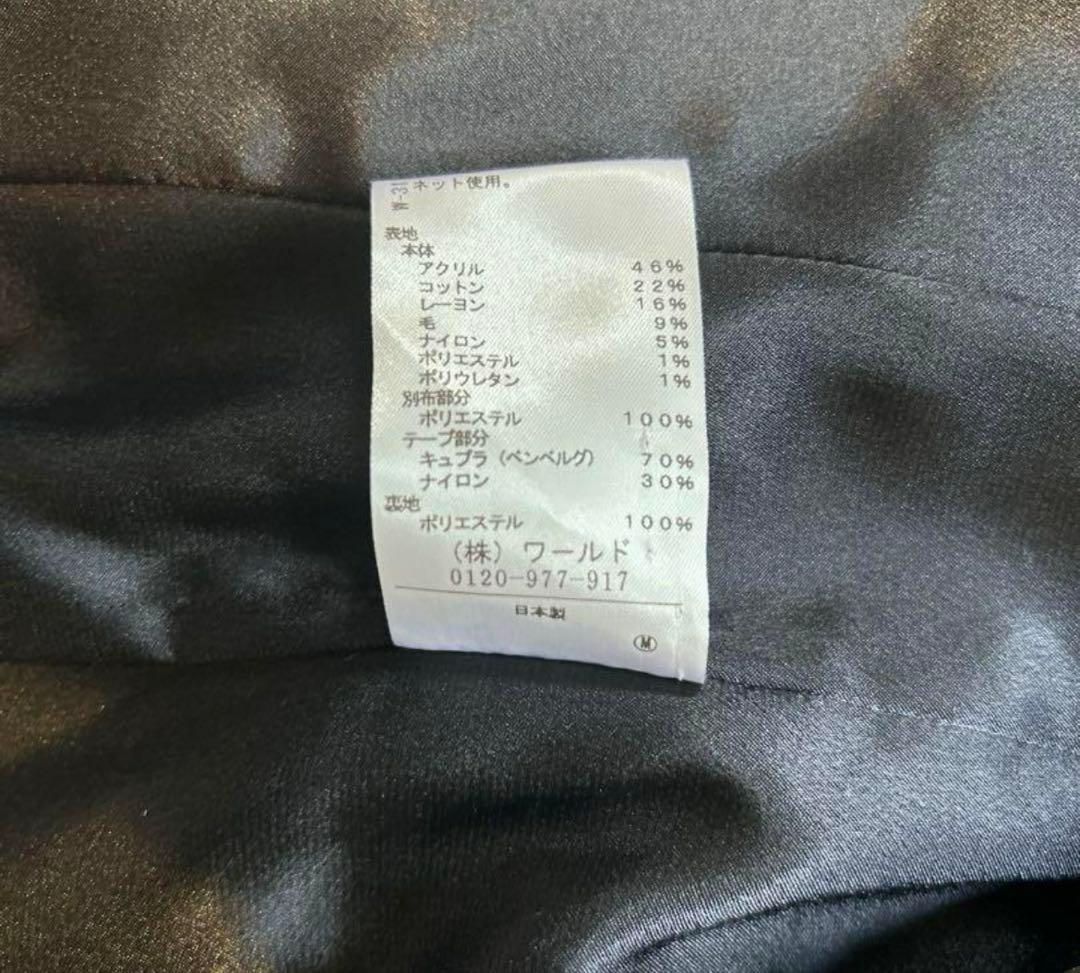 W-31
ネット使用。
表地
本体
アクリル 46%
コットン 22%
レーヨン 16%
毛 9%
ナイロン 5%
ポリエステル 1%
ポリウレタン 1%
別布部分
ポリエステル 100%
テープ部分
キュプラ(ベンベルグ) 70%
ナイロン 30%
裏地
ポリエステル 100%
(株)ワールド
0120-977-917
日本製
Ⓜ